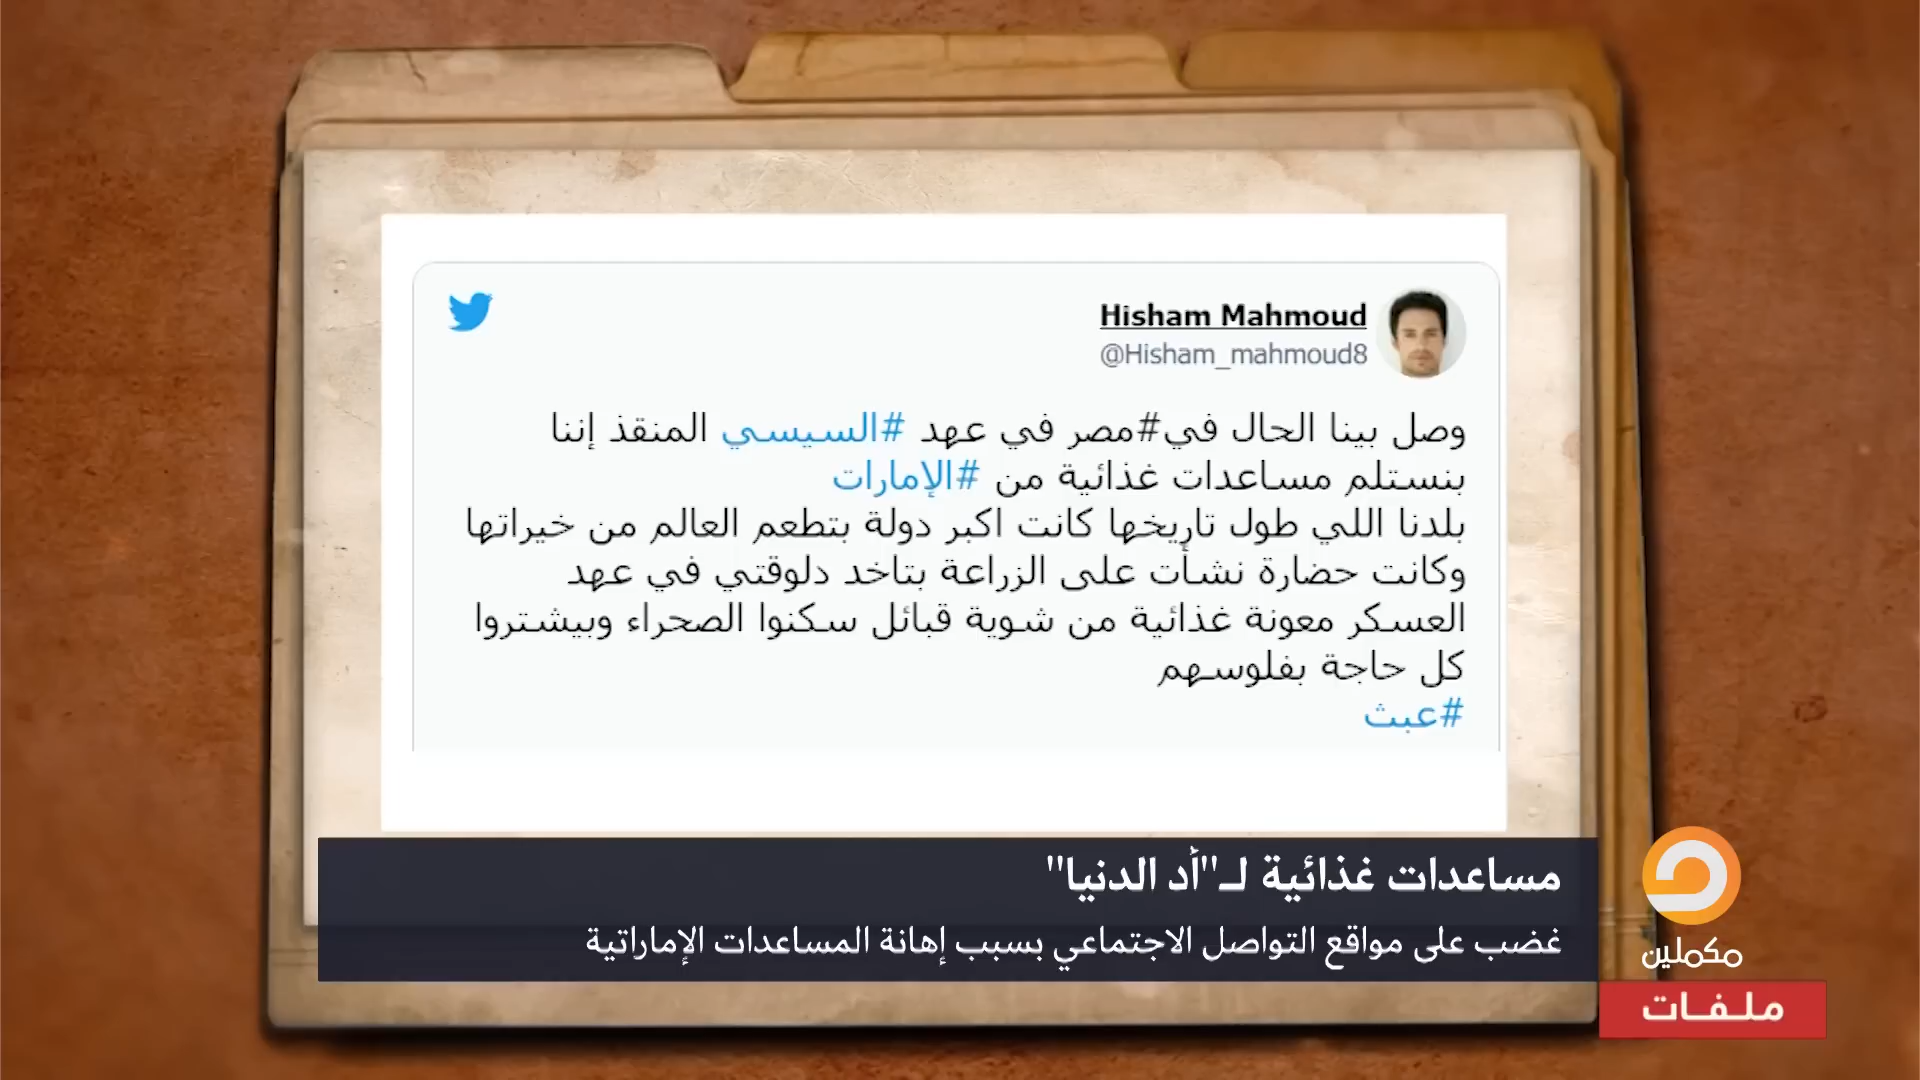 Hisham Mahmoud
@Hisham_mahmoud8
وصل بينا الحال في#مصر في عهد #السيسي المنقذ إننا
بنستلم مساعدات غذائية من #الإمارات
بلدنا اللي طول تاريخها كانت اكبر دولة بتطعم العالم من خيراتها
وكانت حضارة نشأت على الزراعة بتاخد دلوقتي في عهد
العسكر معونة غذائية من شوية قبائل سكنوا الصحراء وبيشتروا
كل حاجة بفلوسهم
#عبث
مساعدات غذائية لـ"أد الدنيا"
غضب على مواقع التواصل الاجتماعي بسبب إهانة المساعدات الإماراتية
مكملين
ملفات